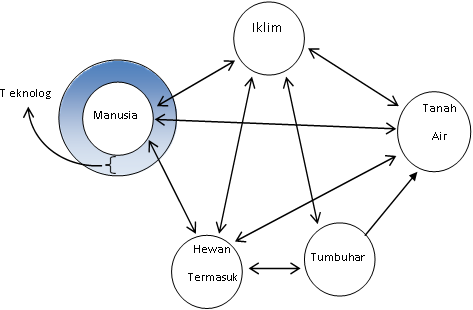 Iklim
Teknolog
Manusia
Tanah
Air
Hewan
Termasuk
Tumbuhar